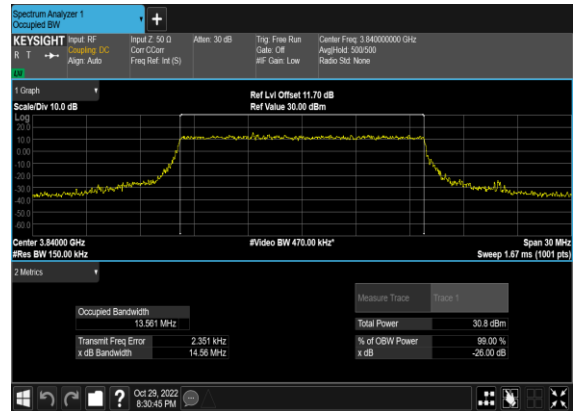 Spectrum Analyzer 1
Occupied BW
+
KEYSIGHT
R T
LW
Input: RF
Coupling: DC
Align: Auto
Input Z: 50 Ω
Corr CCorr
Freq Ref: Int (S)
Atten: 30 dB
Trig: Free Run
Gate: Off
#IF Gain: Low
Center Freq: 3.840000000 GHz
Avg|Hold: 500/500
Radio Std: None
1 Graph
Scale/Div 10.0 dB
Ref Lvl Offset 11.70 dB
Ref Value 30.00 dBm
Log
20.0
10.0
0.00
-10.0
-20.0
-30.0
-40.0
-50.0
-60.0
Center 3.84000 GHz
#Res BW 150.00 kHz
#Video BW 470.00 kHz*
Span 30 MHz
Sweep 1.67 ms (1001 pts)
2 Metrics
Measure Trace Trace 1
Occupied Bandwidth
13.561 MHz
Total Power 30.8 dBm
Transmit Freq Error 2.351 kHz
% of OBW Power 99.00 %
x dB Bandwidth 14.56 MHz
x dB -26.00 dB
?
Oct 29, 2022
8:30:45 PM